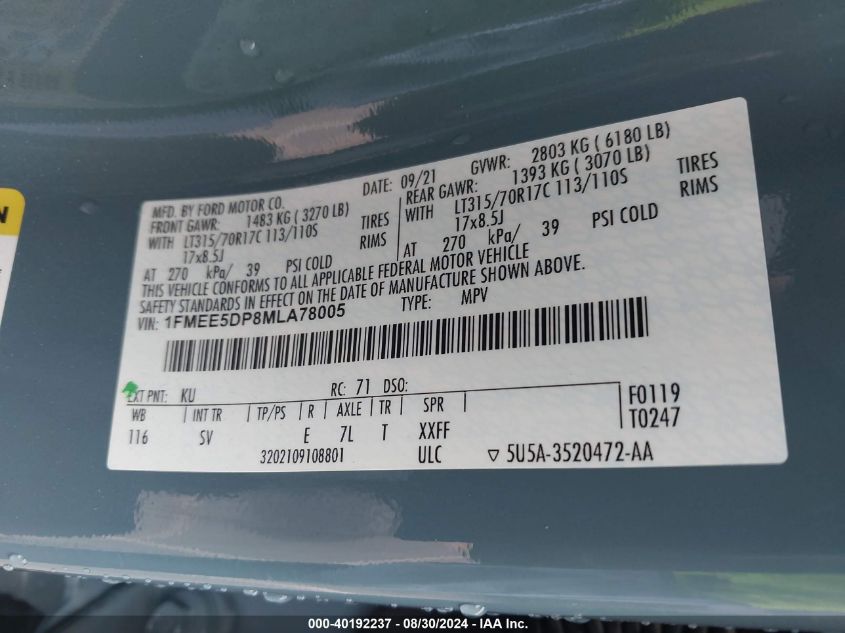 MFD. BY FORD MOTOR CO. DATE: 09/21 GVWR: 2803 KG ( 6180 LB)
FRONT GAWR: 1483 KG ( 3270 LB) REAR GAWR: 1393 KG ( 3070 LB)
WITH LT315/70R17C 113/110S TIRES WITH LT315/70R17C 113/110S TIRES
17x8.5J RIMS 17x8.5J RIMS
AT 270 kPa/ 39 PSI COLD AT 270 kPa/ 39 PSI COLD
THIS VEHICLE CONFORMS TO ALL APPLICABLE FEDERAL MOTOR VEHICLE
SAFETY STANDARDS IN EFFECT ON THE DATE OF MANUFACTURE SHOWN ABOVE.
VIN: 1FMEE5DP8MLA78005 TYPE: MPV
EXT PNT: KU RC: 71 DSO: F0119
WB INT TR TP/PS R AXLE TR SPR T0247
116 SV E 7L T XXFF
3202109108801 ULC ▽ 5U5A-3520472-AA
000-40192237 - 08/30/2024 - IAA Inc.